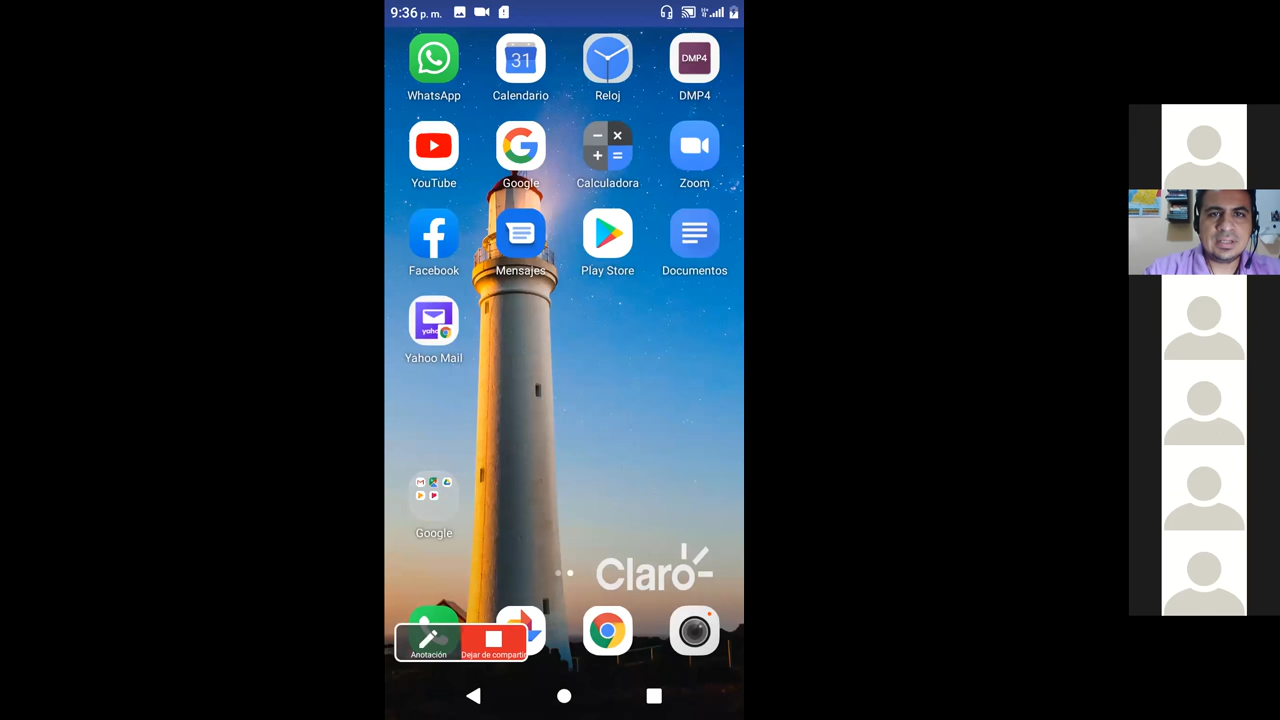 9:36 p. m.
WhatsApp
Calendario
31
Reloj
DMP4
DMP4
YouTube
Google
Calculadora
Zoom
Facebook
Mensajes
Play Store
Documentos
Yahoo Mail
Google
Claro
Anotación
Dejar de compartir